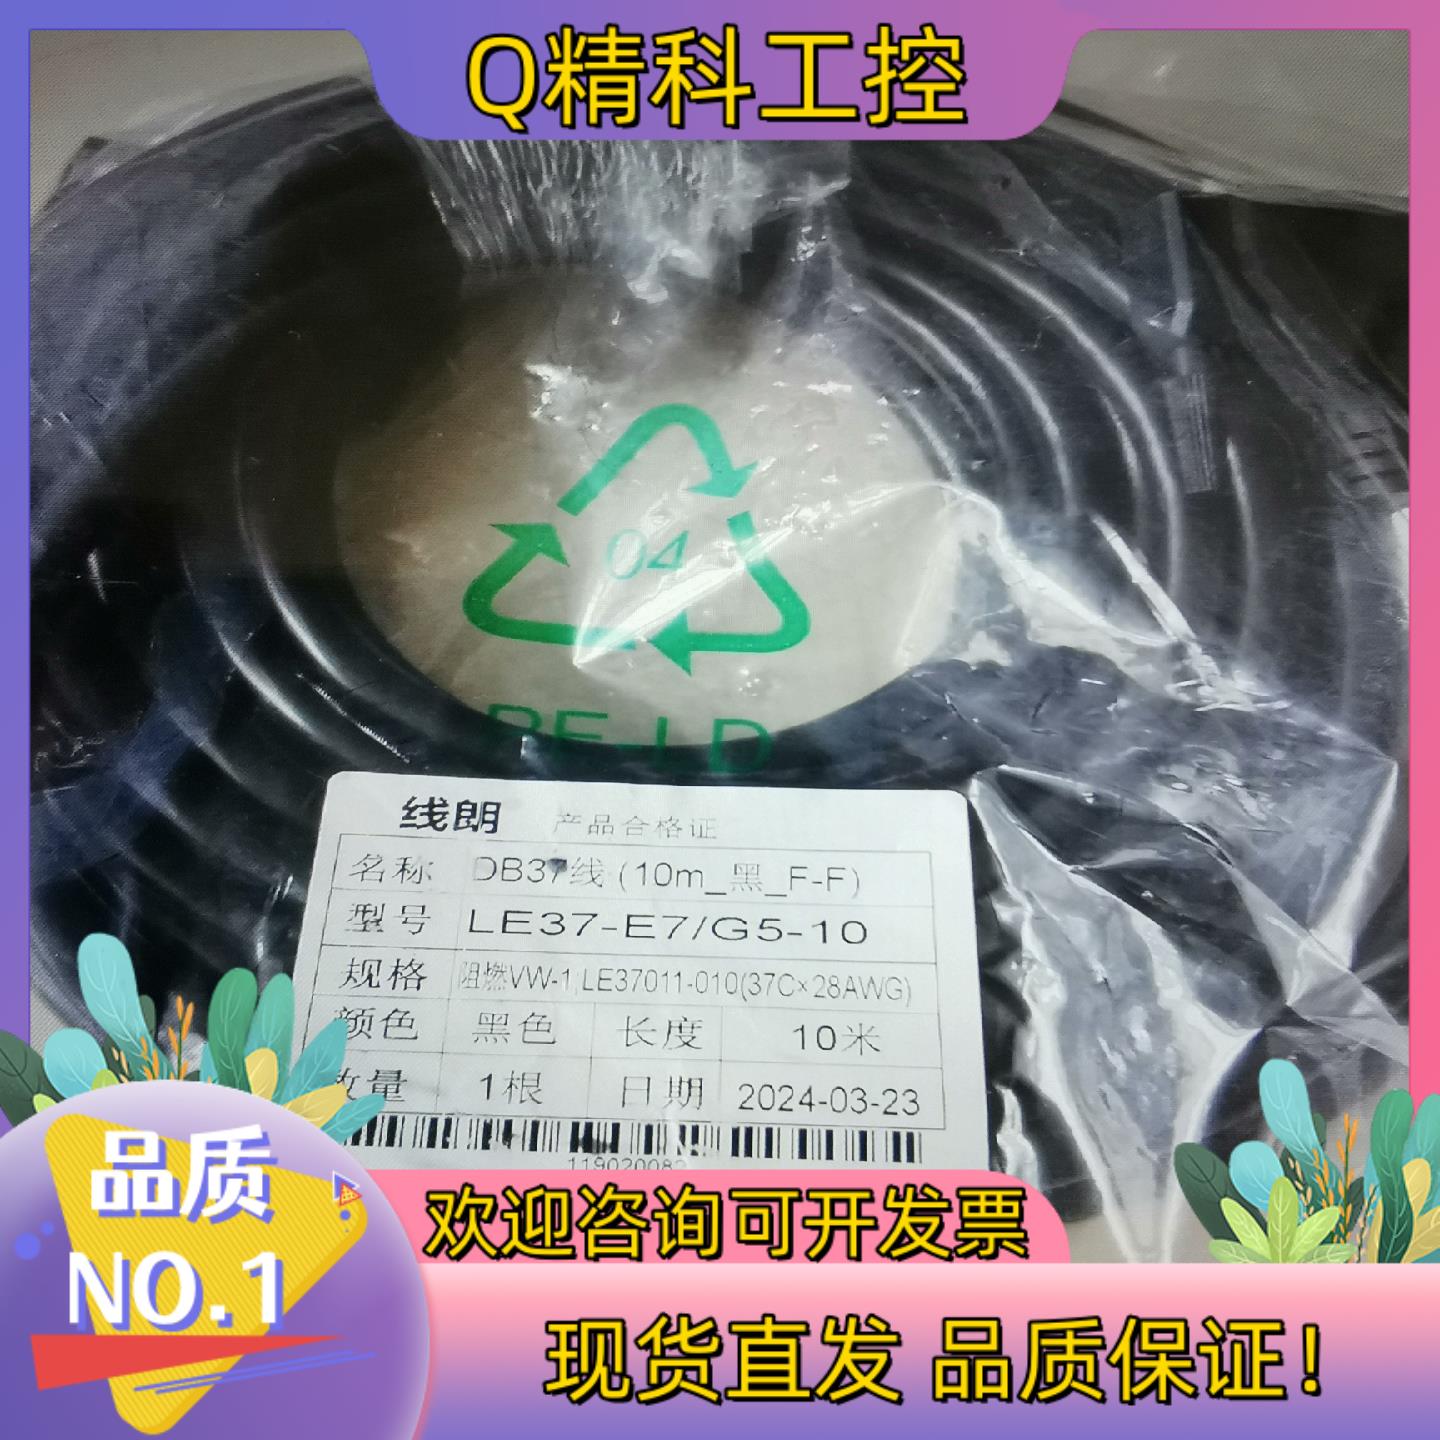 Q精科工控
04
PE-LD
线朗 产品合格证
名称 DB37线 (10m_黑_F-F)
型号 LE37-E7/G5-10
规格 阻燃VW-1,LE37011-010(37C×28AWG)
颜色 黑色 长度 10米
数量 1根 日期 2024-03-23
品质
NO.1
欢迎咨询可开发票
现货直发 品质保证!